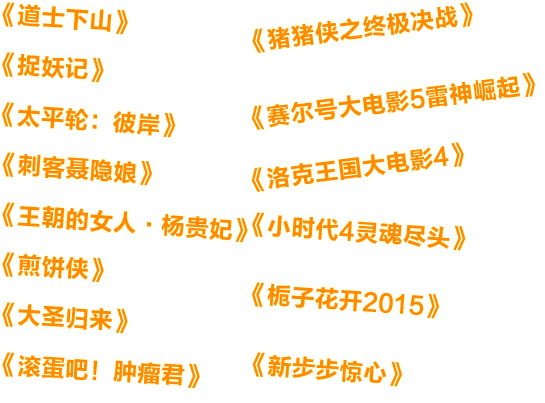 《道士下山》
《捉妖记》
《太平轮：彼岸》
《刺客聂隐娘》
《王朝的女人·杨贵妃》
《煎饼侠》
《大圣归来》
《滚蛋吧！肿瘤君》
《猪猪侠之终极决战》
《赛尔号大电影5雷神崛起》
《洛克王国大电影4》
《小时代4灵魂尽头》
《栀子花开2015》
《新步步惊心》